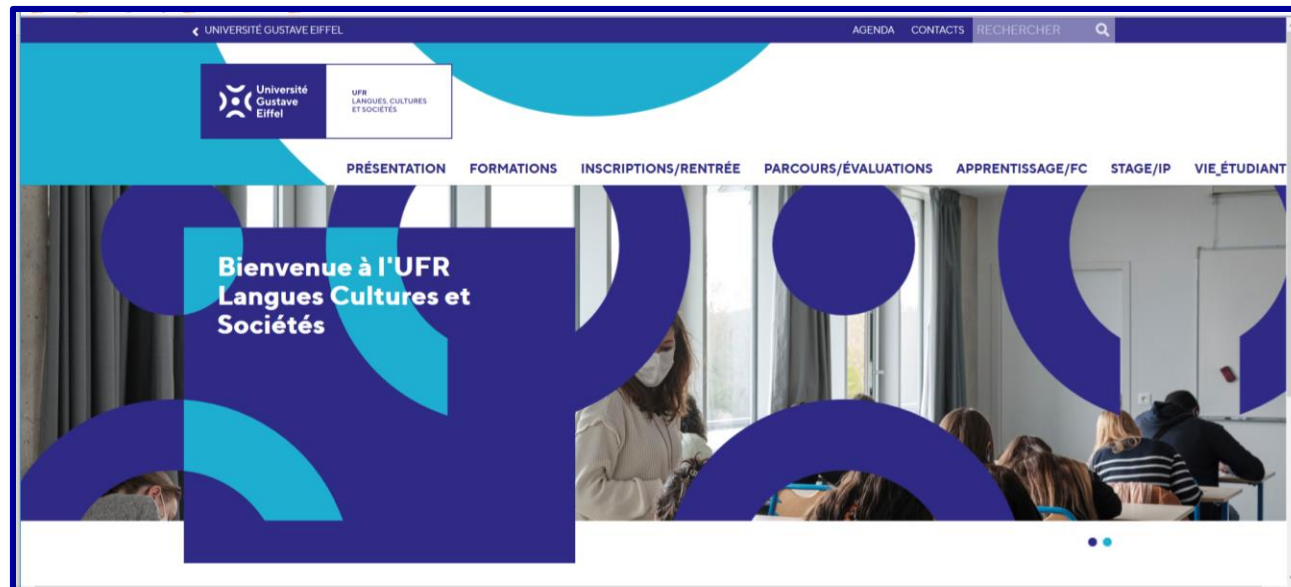 UNIVERSITÉ GUSTAVE EIFFEL
AGENDA CONTACTS RECHERCHER
Université
Gustave
Eiffel
UFR
LANGUES, CULTURES
ET SOCIÉTÉS
PRÉSENTATION FORMATIONS INSCRIPTIONS/RENTRÉE PARCOURS/ÉVALUATIONS APPRENTISSAGE/FC STAGE/IP VIE_ÉTUDIANT
Bienvenue à l'UFR
Langues Cultures et
Sociétés